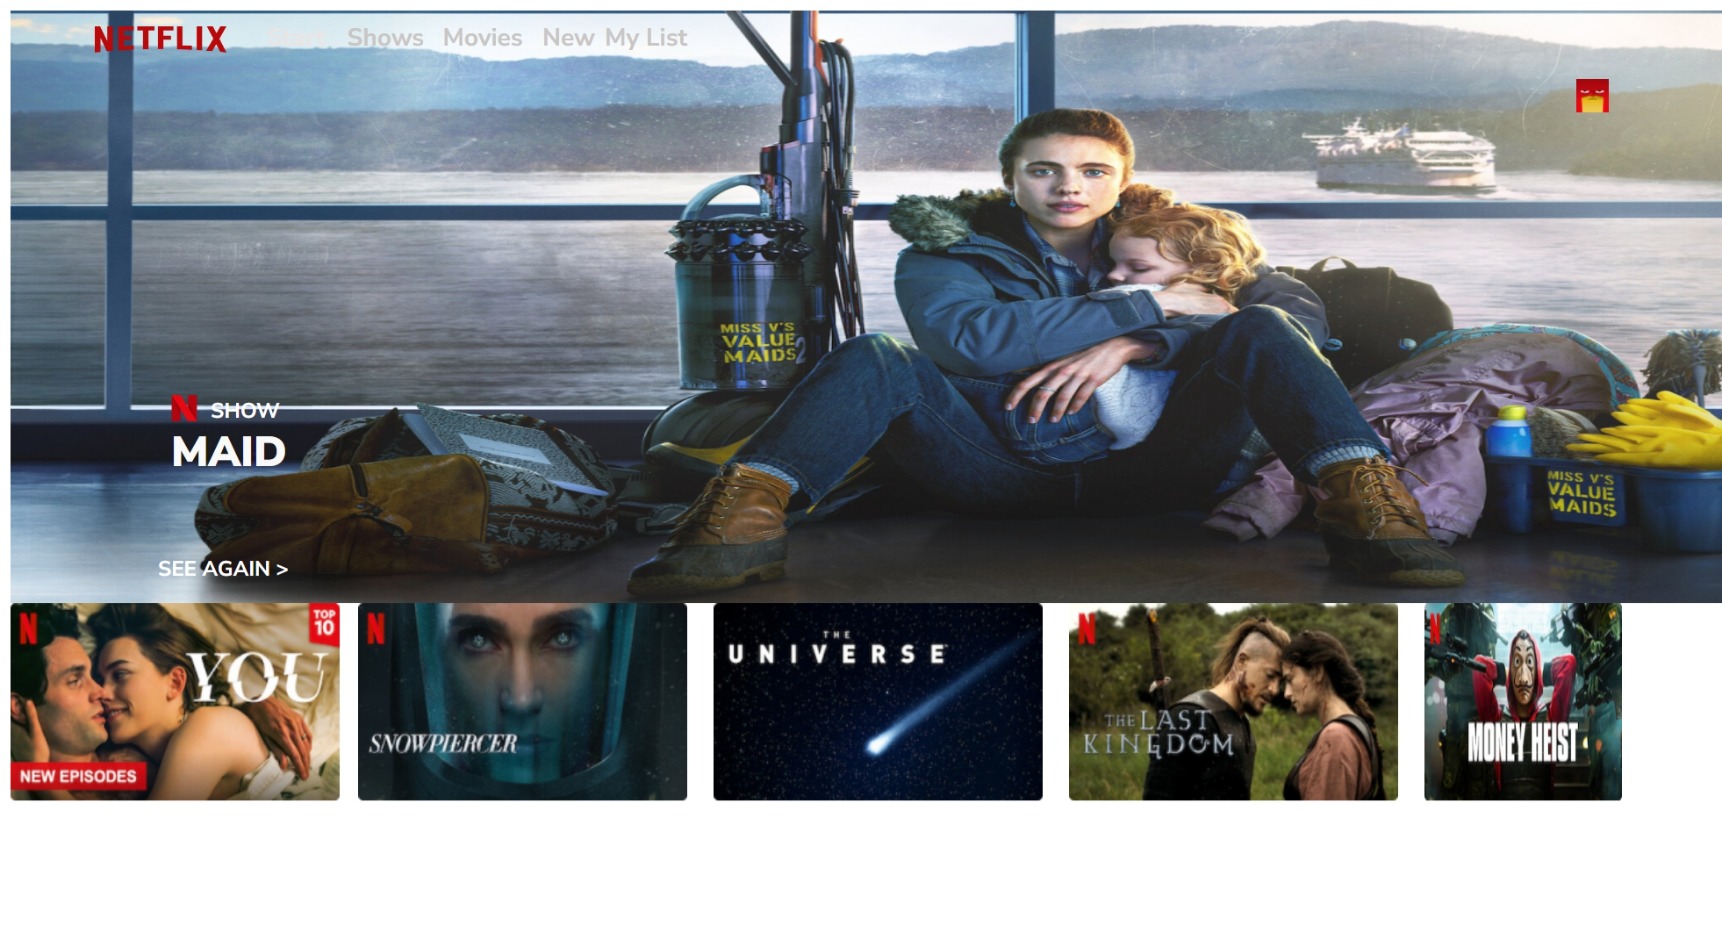 NETFLIX Start Shows Movies New My List
MISS V'S
VALUE
MAIDS
N SHOW
MAID
MISS V'S
VALUE
MAIDS
SEE AGAIN >
N
TOP
10
YOU
NEW EPISODES
N
SNOWPIERCER
THE
UNIVERSE
N
THE LAST
KINGDOM
N
MONEY HEIST